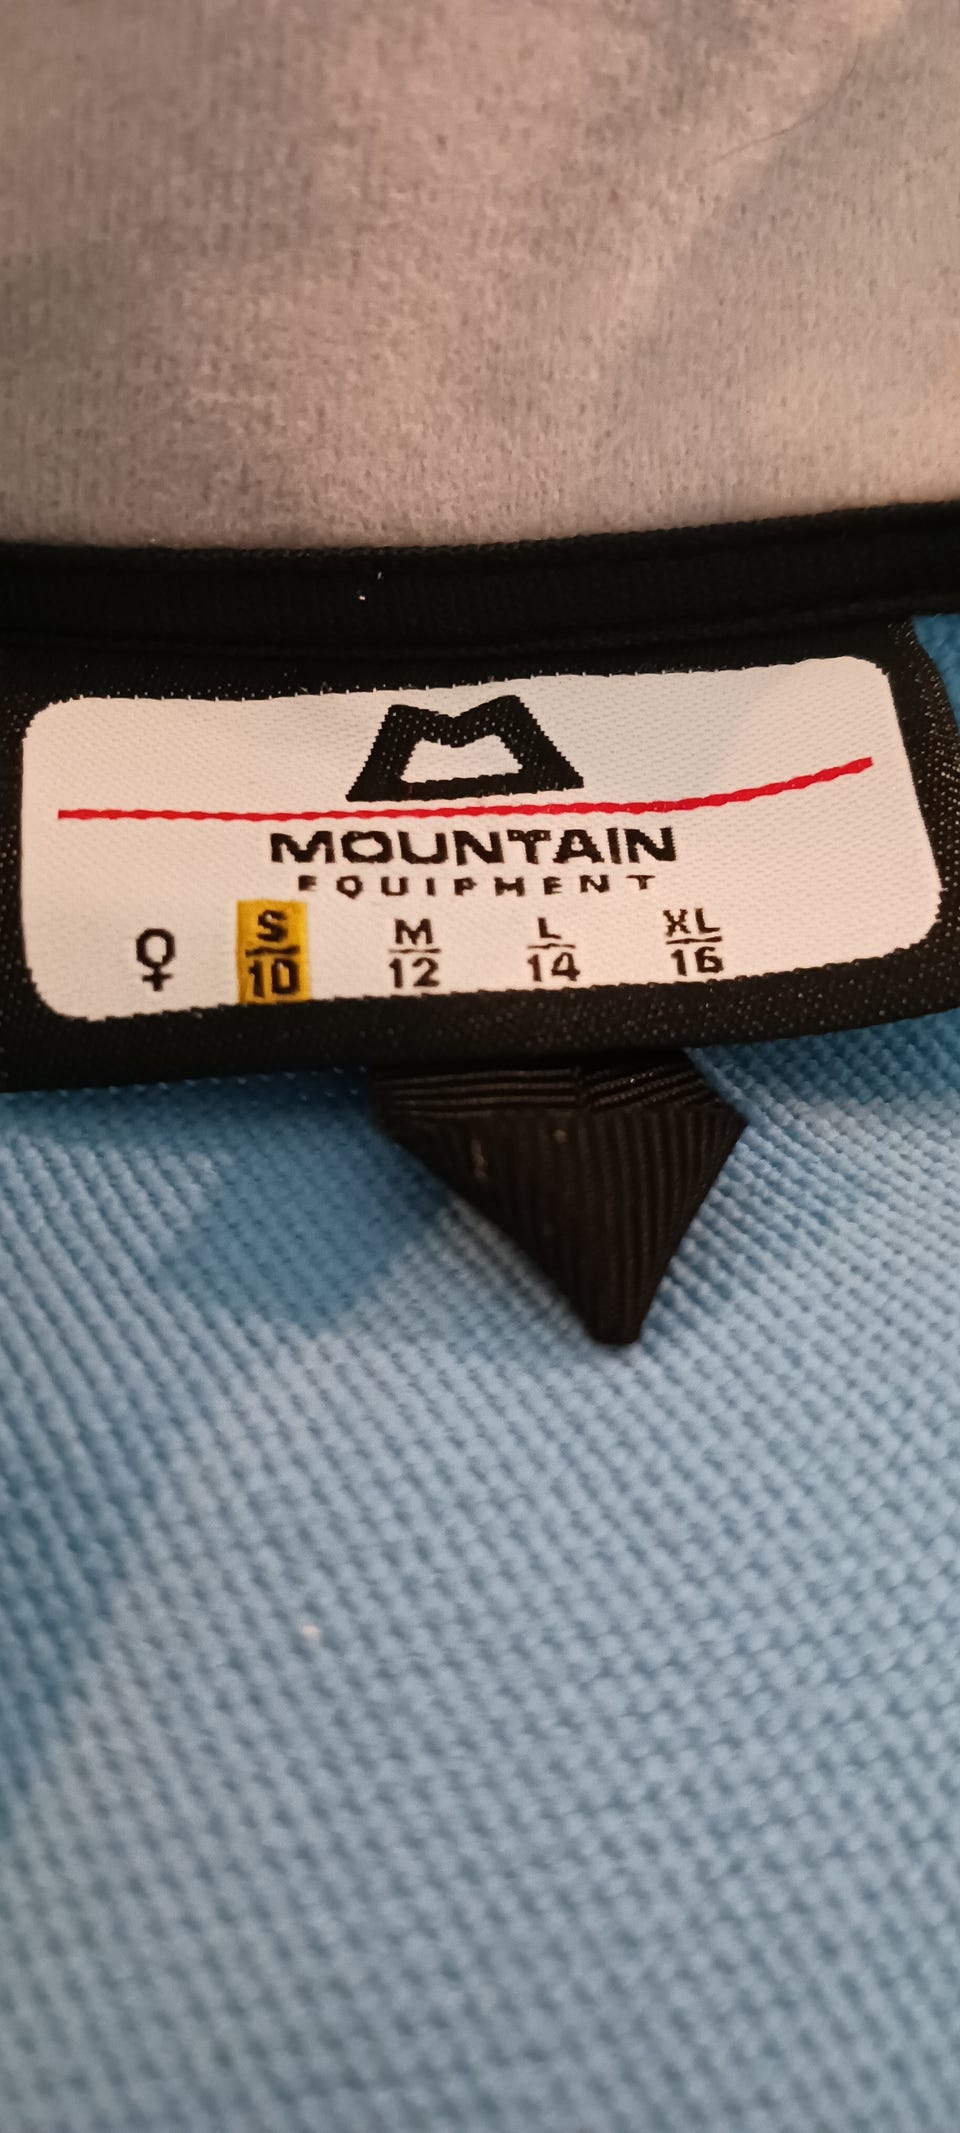 MOUNTAIN
EQUIPMENT
♀ S M L XL
10 12 14 16